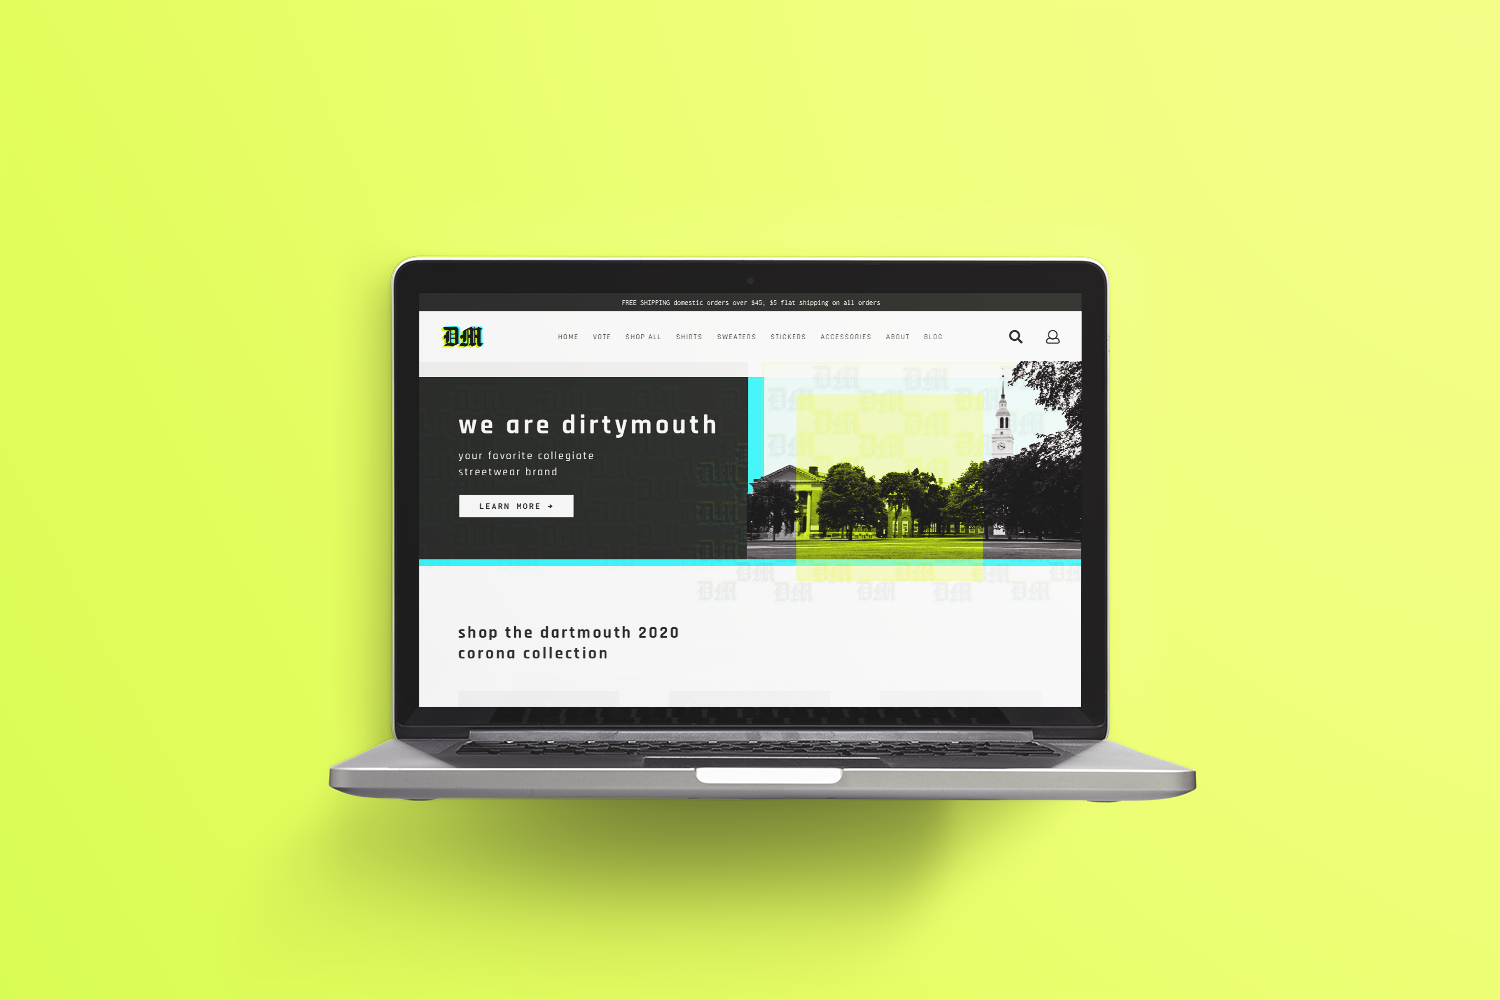 FREE SHIPPING domestic orders over $45, $5 flat shipping on all orders
DM
HOME VOTE SHOP ALL SHIRTS SWEATERS STICKERS ACCESSORIES ABOUT BLOG
we are dirtymouth
your favorite collegiate
streetwear brand
LEARN MORE →
shop the dartmouth 2020
corona collection